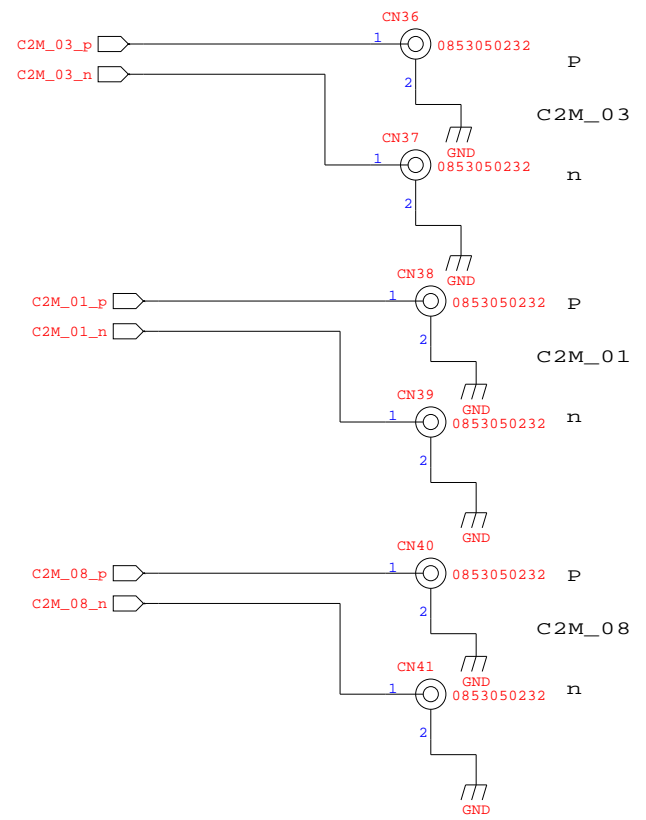 CN36
C2M_03_p 1 0853050232
P
C2M_03_n 2
C2M_03
GND
CN37
1 0853050232
n
2
GND
CN38
C2M_01_p 1 0853050232 P
C2M_01_n 2
C2M_01
GND
CN39
1 0853050232 n
2
GND
CN40
C2M_08_p 1 0853050232 P
C2M_08_n 2
C2M_08
GND
CN41
1 0853050232 n
2
GND